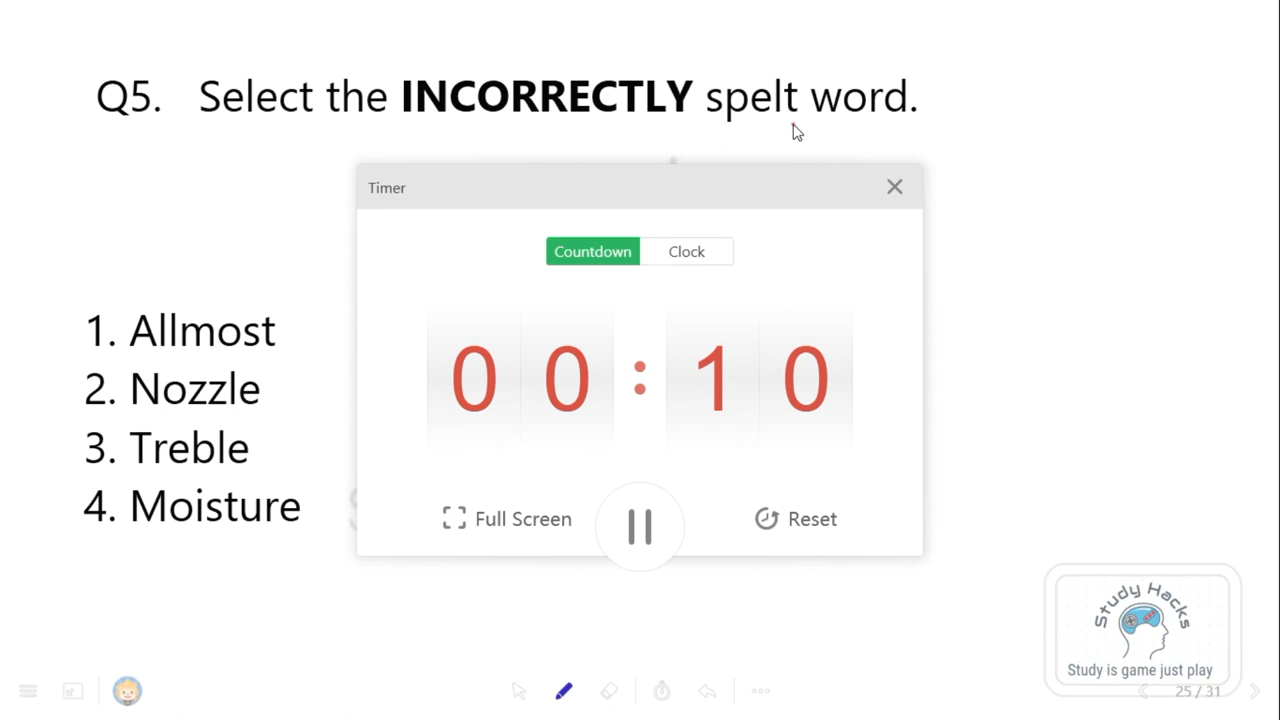 Q5. Select the INCORRECTLY spelt word.
Timer
Countdown Clock
00:10
1. Allmost
2. Nozzle
3. Treble
4. Moisture
Full Screen
Reset
Study Hacks
Study is game just play
25 / 31